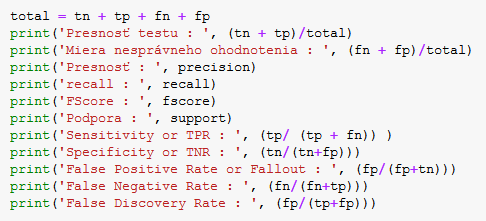 total = tn + tp + fn + fp
print('Presnosť testu : ', (tn + tp)/total)
print('Miera nesprávneho ohodnotenia : ', (fn + fp)/total)
print('Presnosť : ', precision)
print('recall : ', recall)
print('FScore : ', fscore)
print('Podpora : ', support)
print('Sensitivity or TPR : ', (tp/ (tp + fn)) )
print('Specificity or TNR : ', (tn/(tn+fp)))
print('False Positive Rate or Fallout : ', (fp/(fp+tn)))
print('False Negative Rate : ', (fn/(fn+tp)))
print('False Discovery Rate : ', (fp/(tp+fp)))